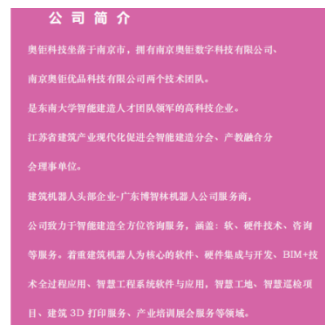 公司简介
奥钜科技坐落于南京市，拥有南京奥钜数字科技有限公司、
南京奥钜优品科技有限公司两个技术团队。
是东南大学智能建造人才团队领军的高科技企业。
江苏省建筑产业现代化促进会智能建造分会、产教融合分
会理事单位。
建筑机器人头部企业-广东博智林机器人公司服务商，
公司致力于智能建造全方位咨询服务，涵盖：软、硬件技术、咨询
等服务。着重建筑机器人为核心的软件、硬件集成与开发、BIM+技
术全过程应用、智慧工程系统软件与应用，智慧工地、智慧巡检项
目、建筑 3D 打印服务、产业培训展会服务等领域。